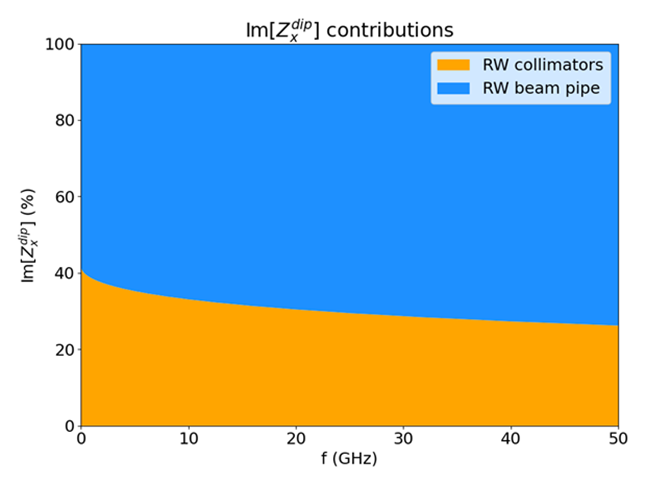 Im[Z_x^{dip}] contributions
RW collimators
RW beam pipe
Im[Z_x^{dip}] (%)
100
80
60
40
20
0
0 10 20 30 40 50
f (GHz)